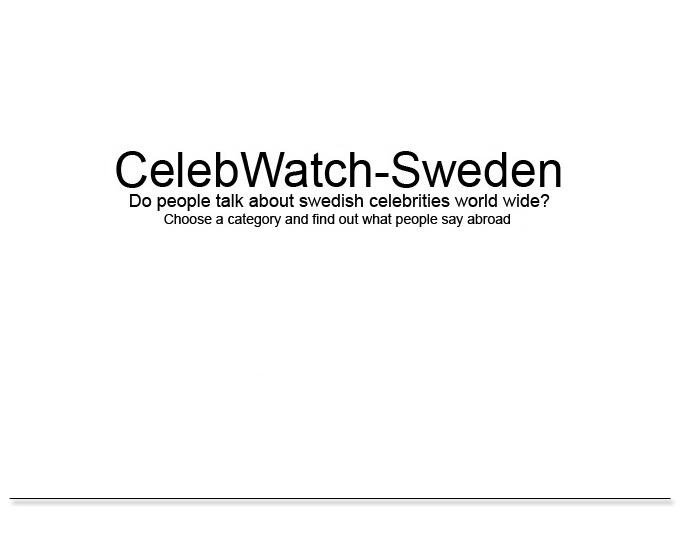 CelebWatch-Sweden
Do people talk about swedish celebrities world wide?
Choose a category and find out what people say abroad